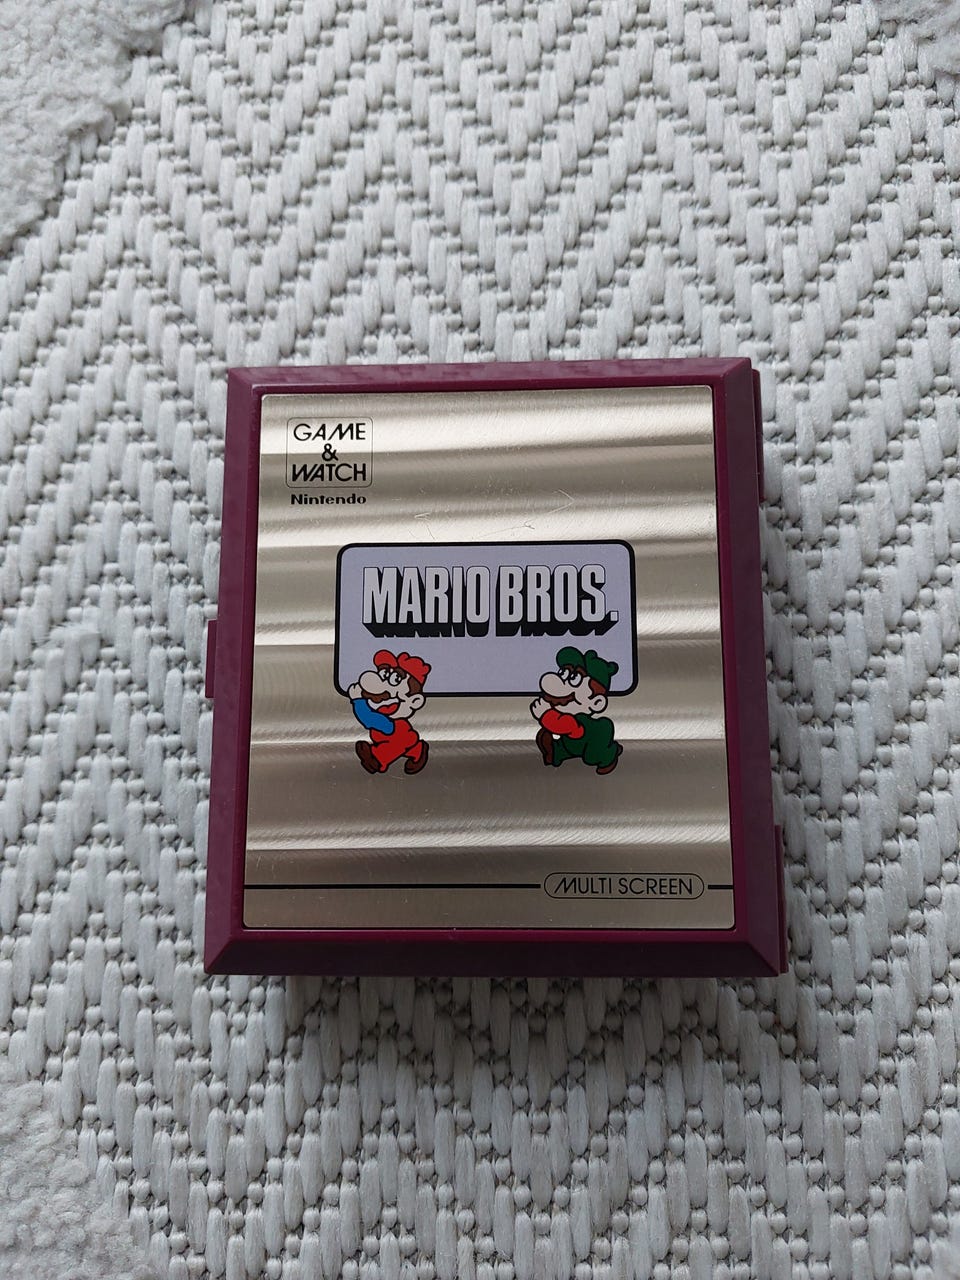 GAME
&
WATCH
Nintendo
MARIO BROS.
MULTI SCREEN